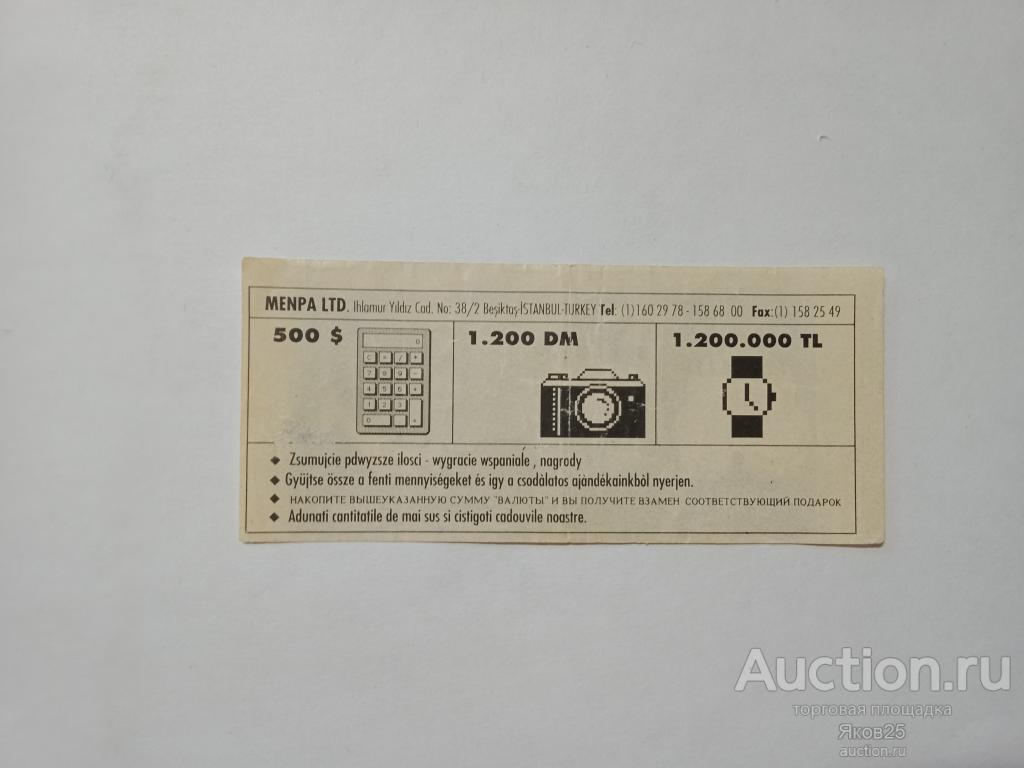 MENPA LTD. Ihlamur Yıldız Cad. No: 38/2 Beşiktaş-İSTANBUL-TURKEY Tel: (1)160 29 78 - 158 68 00 Fax:(1) 158 25 49
500 $
1.200 DM
1.200.000 TL
0
◆ Zsumujcie pdwyzsze ilosci - wygracie wspaniale , nagrody
◆ Gyüjtse össze a fenti mennyiségeket és igy a csodàlatos ajándékainkból nyerjen.
◆ НАКОПИТЕ ВЫШЕУКАЗАННУЮ СУММУ "ВАЛЮТЫ" И ВЫ ПОЛУЧИТЕ ВЗАМЕН СООТВЕТСТВУЮЩИЙ ПОДАРОК
◆ Adunati cantitatile de mai sus si cistigoti cadouvile noastre.
Auction.ru
торговая площадка
Яков25
auction.ru